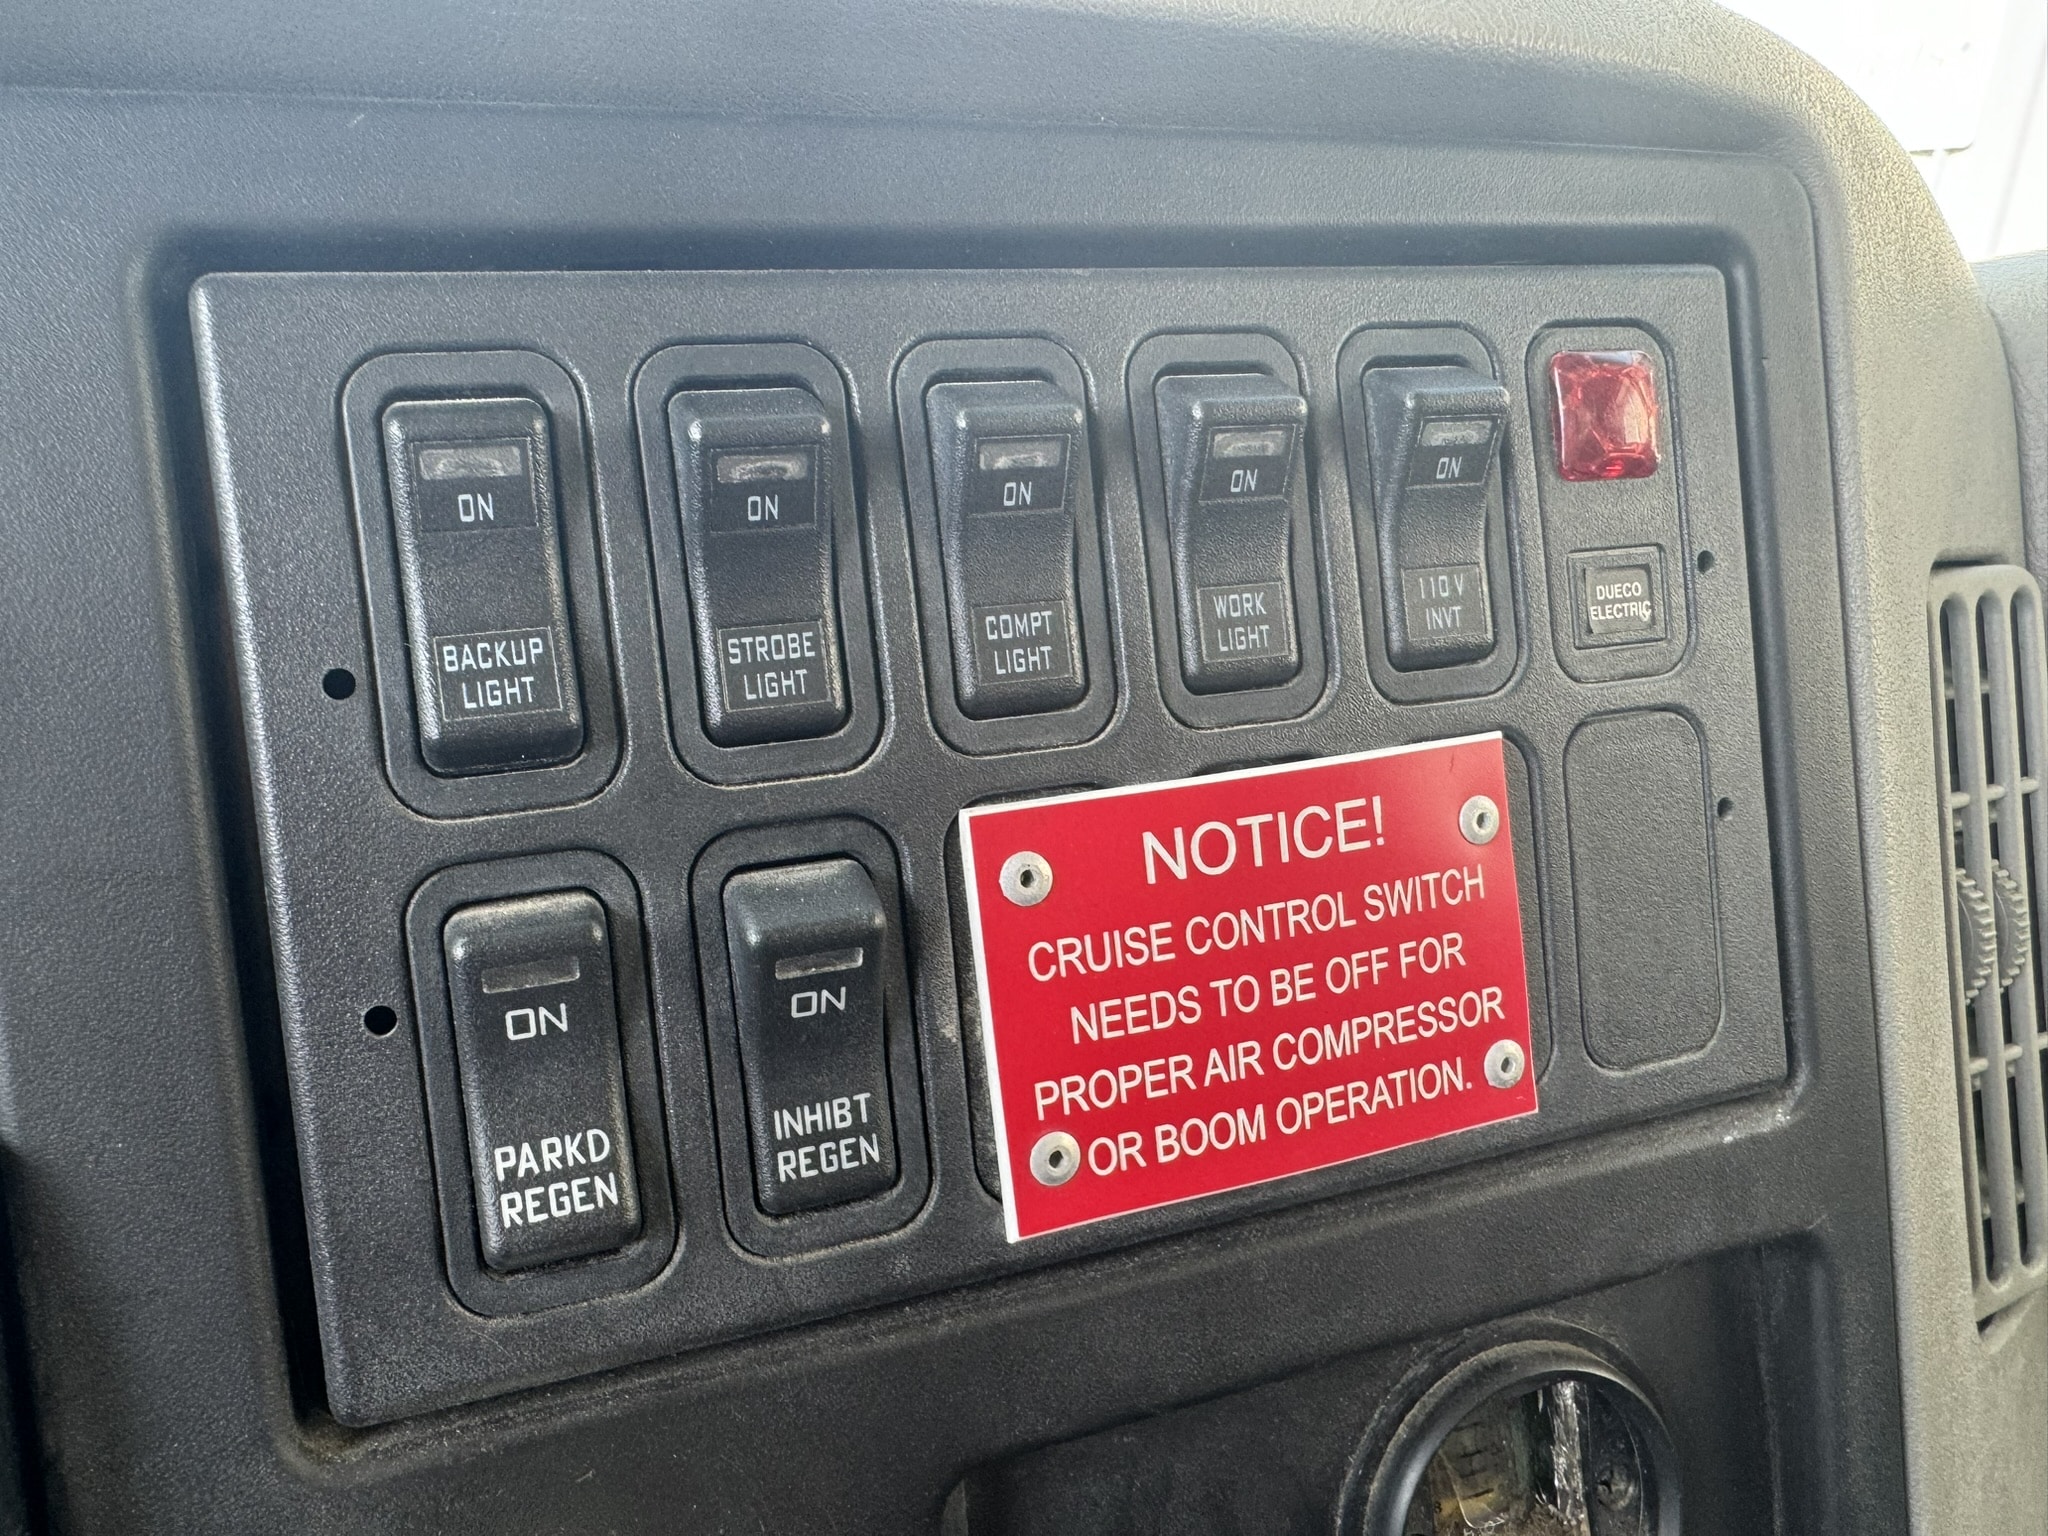 ON
BACKUP
LIGHT
ON
STROBE
LIGHT
ON
COMPT
LIGHT
ON
WORK
LIGHT
ON
110V
INVT
DUECO
ELECTRIC
ON
PARKD
REGEN
ON
INHIBT
REGEN
NOTICE!
CRUISE CONTROL SWITCH
NEEDS TO BE OFF FOR
PROPER AIR COMPRESSOR
OR BOOM OPERATION.